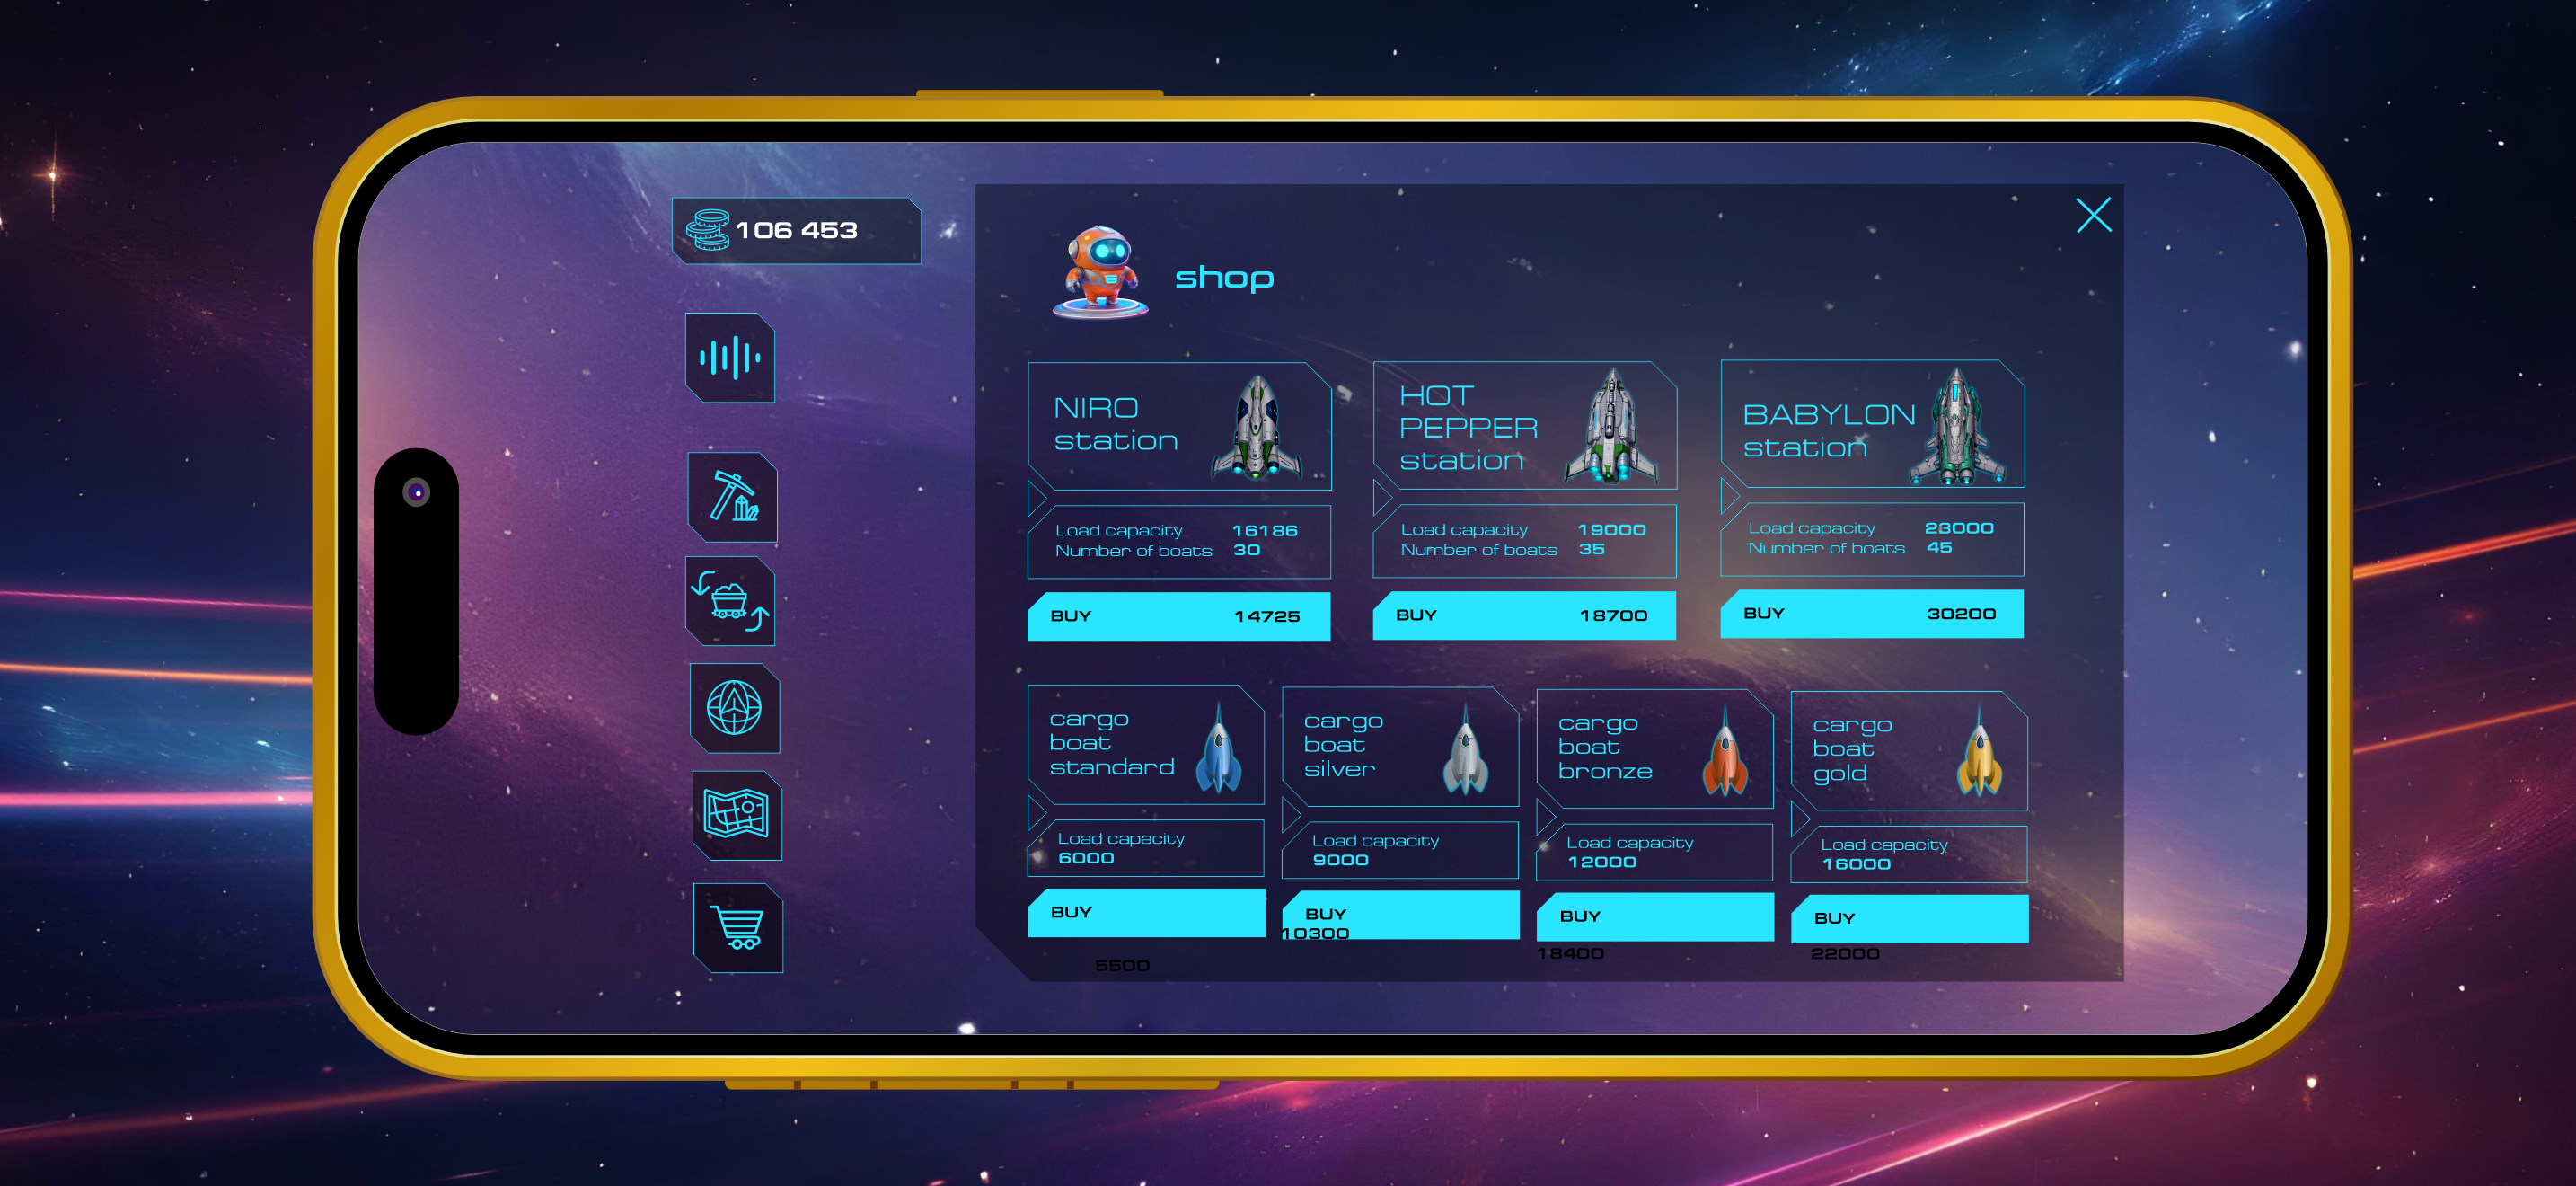 106 453
shop
NIRO
station
HOT
PEPPER
station
BABYLON
station
Load capacity 16186
Number of boats 30
Load capacity 19000
Number of boats 35
Load capacity 23000
Number of boats 45
BUY 14725
BUY 18700
BUY 30200
cargo
boat
standard
cargo
boat
silver
cargo
boat
bronze
cargo
boat
gold
Load capacity
6000
Load capacity
9000
Load capacity
12000
Load capacity
16000
BUY
5500
BUY
10300
BUY
18400
BUY
22000